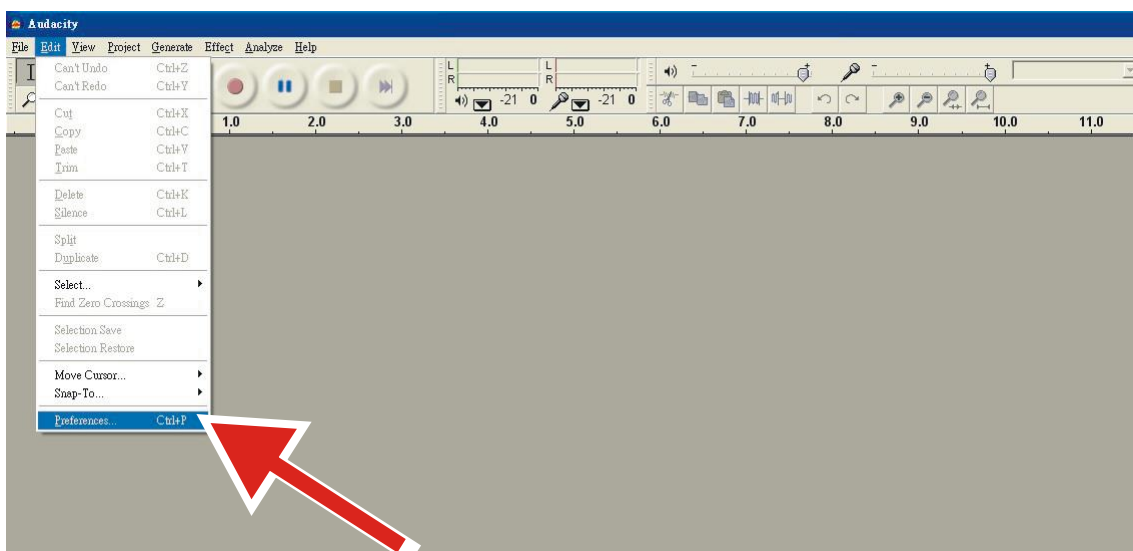 Audacity
File Edit View Project Generate Effect Analyze Help
Can't Undo Ctrl+Z
Can't Redo Ctrl+Y
Cut Ctrl+X
Copy Ctrl+C
Paste Ctrl+V
Trim Ctrl+T
Delete Ctrl+K
Silence Ctrl+L
Split
Duplicate Ctrl+D
Select...
Find Zero Crossings Z
Selection Save
Selection Restore
Move Cursor...
Snap-To...
Preferences... Ctrl+P
L
R
-21 0
L
R
-21 0
1.0 2.0 3.0 4.0 5.0 6.0 7.0 8.0 9.0 10.0 11.0